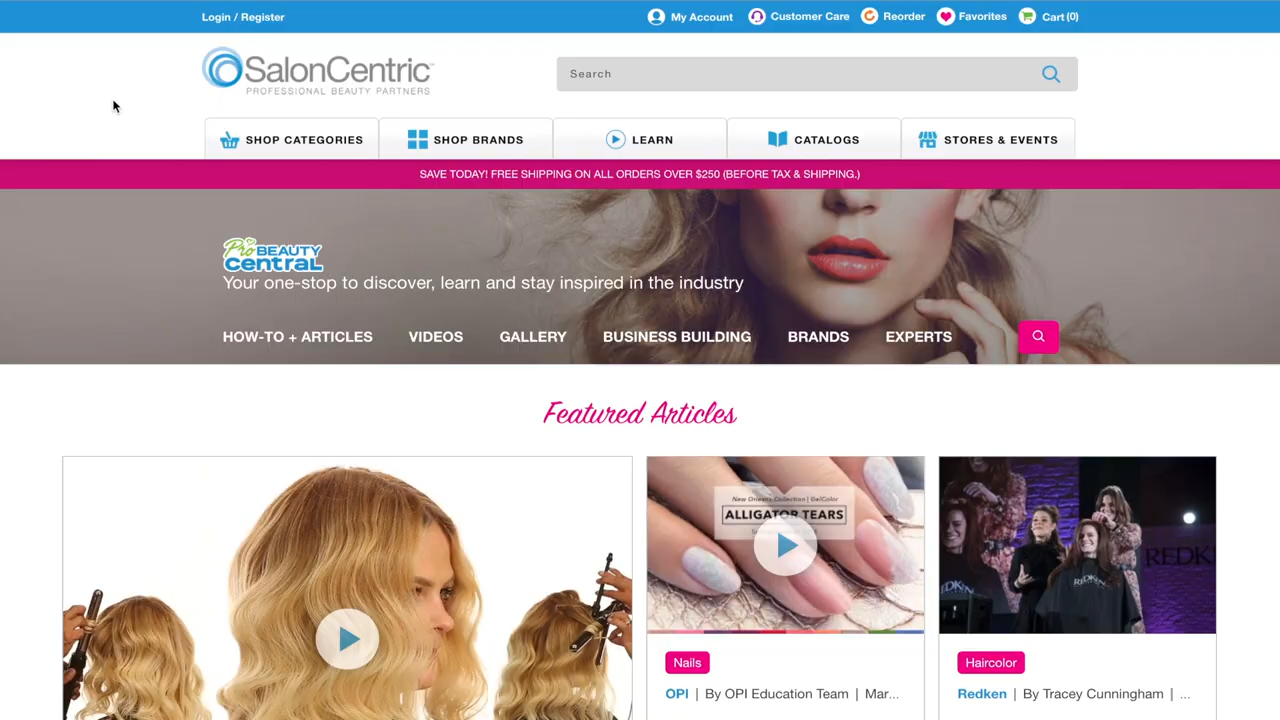 Login / Register
My Account
Customer Care
Reorder
Favorites
Cart (0)
SalonCentric™
PROFESSIONAL BEAUTY PARTNERS
Search
SHOP CATEGORIES
SHOP BRANDS
LEARN
CATALOGS
STORES & EVENTS
SAVE TODAY! FREE SHIPPING ON ALL ORDERS OVER $250 (BEFORE TAX & SHIPPING.)
Pro BEAUTY
CENTRAL
Your one-stop to discover, learn and stay inspired in the industry
HOW-TO + ARTICLES
VIDEOS
GALLERY
BUSINESS BUILDING
BRANDS
EXPERTS
Featured Articles
New Orleans Collection | GelColor
ALLIGATOR TEARS
REDKEN
REDKEN
Nails
OPI | By OPI Education Team | Mar...
Haircolor
Redken | By Tracey Cunningham | ...